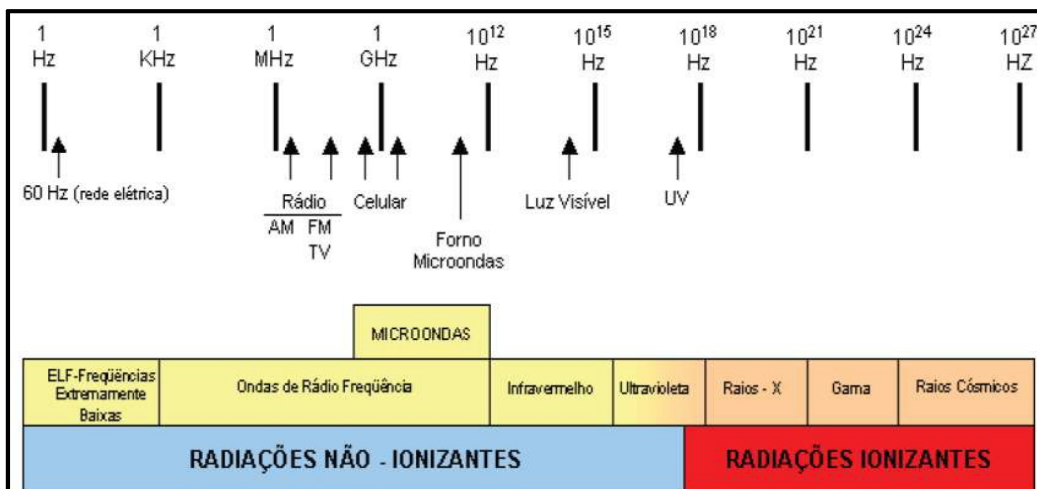 1 1 1 1 10¹² 10¹⁵ 10¹⁸ 10²¹ 10²⁴ 10²⁷
Hz KHz MHz GHz Hz Hz Hz Hz Hz HZ
60 Hz (rede elétrica)
Rádio Celular Luz Visível UV
AM FM
TV
Forno
Microondas
MICROONDAS
ELF-Freqüências
Extremamente
Baixas
Ondas de Rádio Freqüência
Infravermelho
Ultravioleta
Raios - X
Gama
Raios Cósmicos
RADIAÇÕES NÃO - IONIZANTES
RADIAÇÕES IONIZANTES